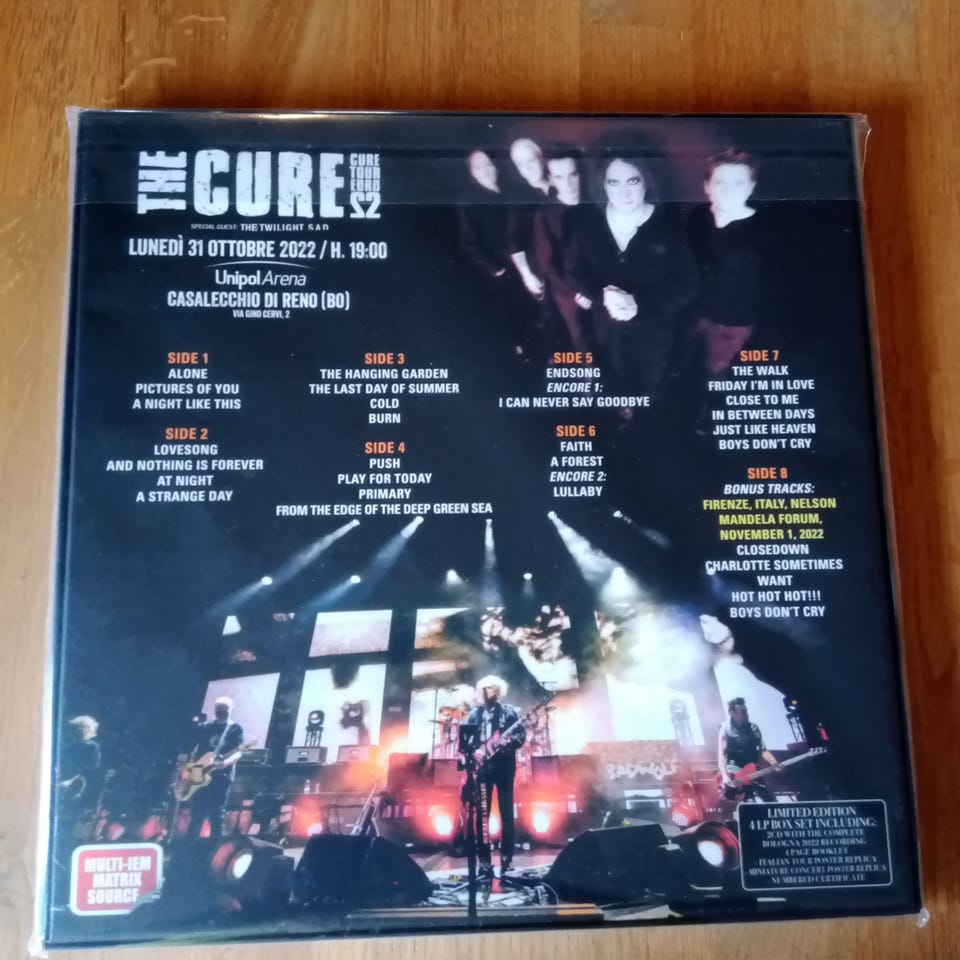 THE CURE
CURE
TOUR
EURO
22
SPECIAL GUEST: THE TWILIGHT SAD
LUNEDÌ 31 OTTOBRE 2022 / H. 19:00
Unipol Arena
CASALECCHIO DI RENO (BO)
VIA GINO CERVI, 2
SIDE 1
ALONE
PICTURES OF YOU
A NIGHT LIKE THIS
SIDE 2
LOVESONG
AND NOTHING IS FOREVER
AT NIGHT
A STRANGE DAY
SIDE 3
THE HANGING GARDEN
THE LAST DAY OF SUMMER
COLD
BURN
SIDE 4
PUSH
PLAY FOR TODAY
PRIMARY
FROM THE EDGE OF THE DEEP GREEN SEA
SIDE 5
ENDSONG
ENCORE 1:
I CAN NEVER SAY GOODBYE
SIDE 6
FAITH
A FOREST
ENCORE 2:
LULLABY
SIDE 7
THE WALK
FRIDAY I'M IN LOVE
CLOSE TO ME
IN BETWEEN DAYS
JUST LIKE HEAVEN
BOYS DON'T CRY
SIDE 8
BONUS TRACKS:
FIRENZE, ITALY, NELSON
MANDELA FORUM,
NOVEMBER 1, 2022
CLOSEDOWN
CHARLOTTE SOMETIMES
WANT
HOT HOT HOT!!!
BOYS DON'T CRY
BADWOLF
MULTI-IEM
MATRIX
SOURCE
LIMITED EDITION
4 LP BOX SET INCLUDING:
2CD WITH THE COMPLETE
BOLOGNA 2022 RECORDING
4 PAGE BOOKLET
- ITALIAN TOUR POSTER REPLICA
MINIATURE CONCERT POSTER REPLICA
- NUMBERED CERTIFICATE